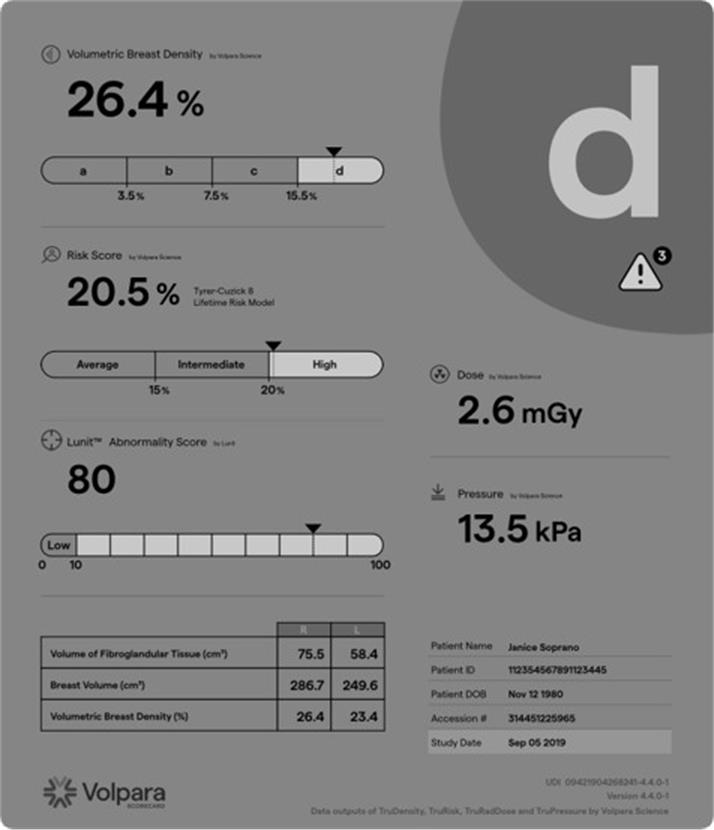 Volumetric Breast Density by Volpara Science
26.4 %
a b c d
3.5% 7.5% 15.5%
d
3
Risk Score by Volpara Science
20.5 % Tyrer-Cuzick 8
Lifetime Risk Model
Average Intermediate High
15% 20%
Lunit™ Abnormality Score by Lunit
80
Low
0 10 100
Dose by Volpara Science
2.6 mGy
Pressure by Volpara Science
13.5 kPa
R L
Volume of Fibroglandular Tissue (cm³) 75.5 58.4
Breast Volume (cm³) 286.7 249.6
Volumetric Breast Density (%) 26.4 23.4
Patient Name Janice Soprano
Patient ID 112354567891123445
Patient DOB Nov 12 1980
Accession # 314451225965
Study Date Sep 05 2019
Volpara
SCORECARD
UDI 09421904268241-4.4.0-1
Version 4.4.0-1
Data outputs of TruDensity, TruRisk, TruRadDose and TruPressure by Volpara Science